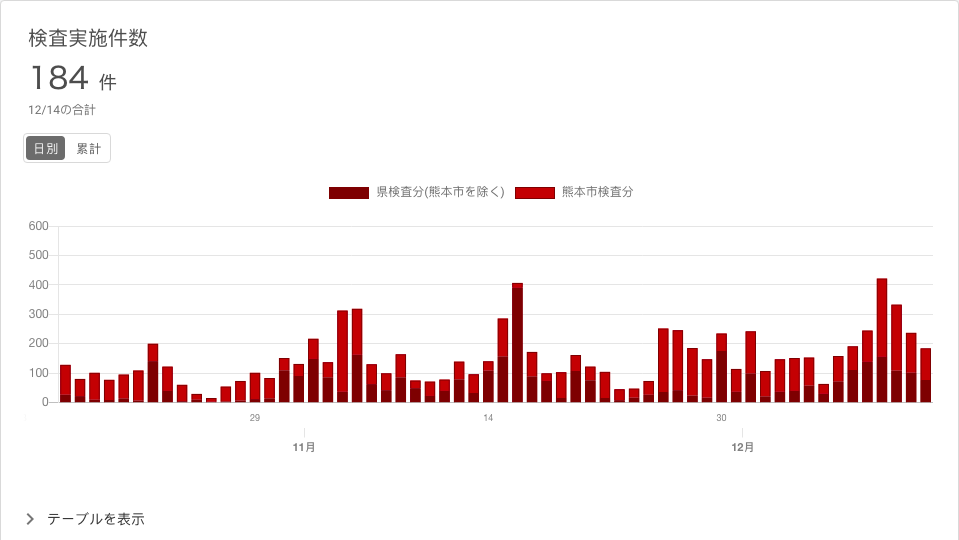 検査実施件数
184 件
12/14の合計
日別 累計
県検査分(熊本市を除く) 熊本市検査分
600
500
400
300
200
100
0
29 14 30
11月 12月
テーブルを表示